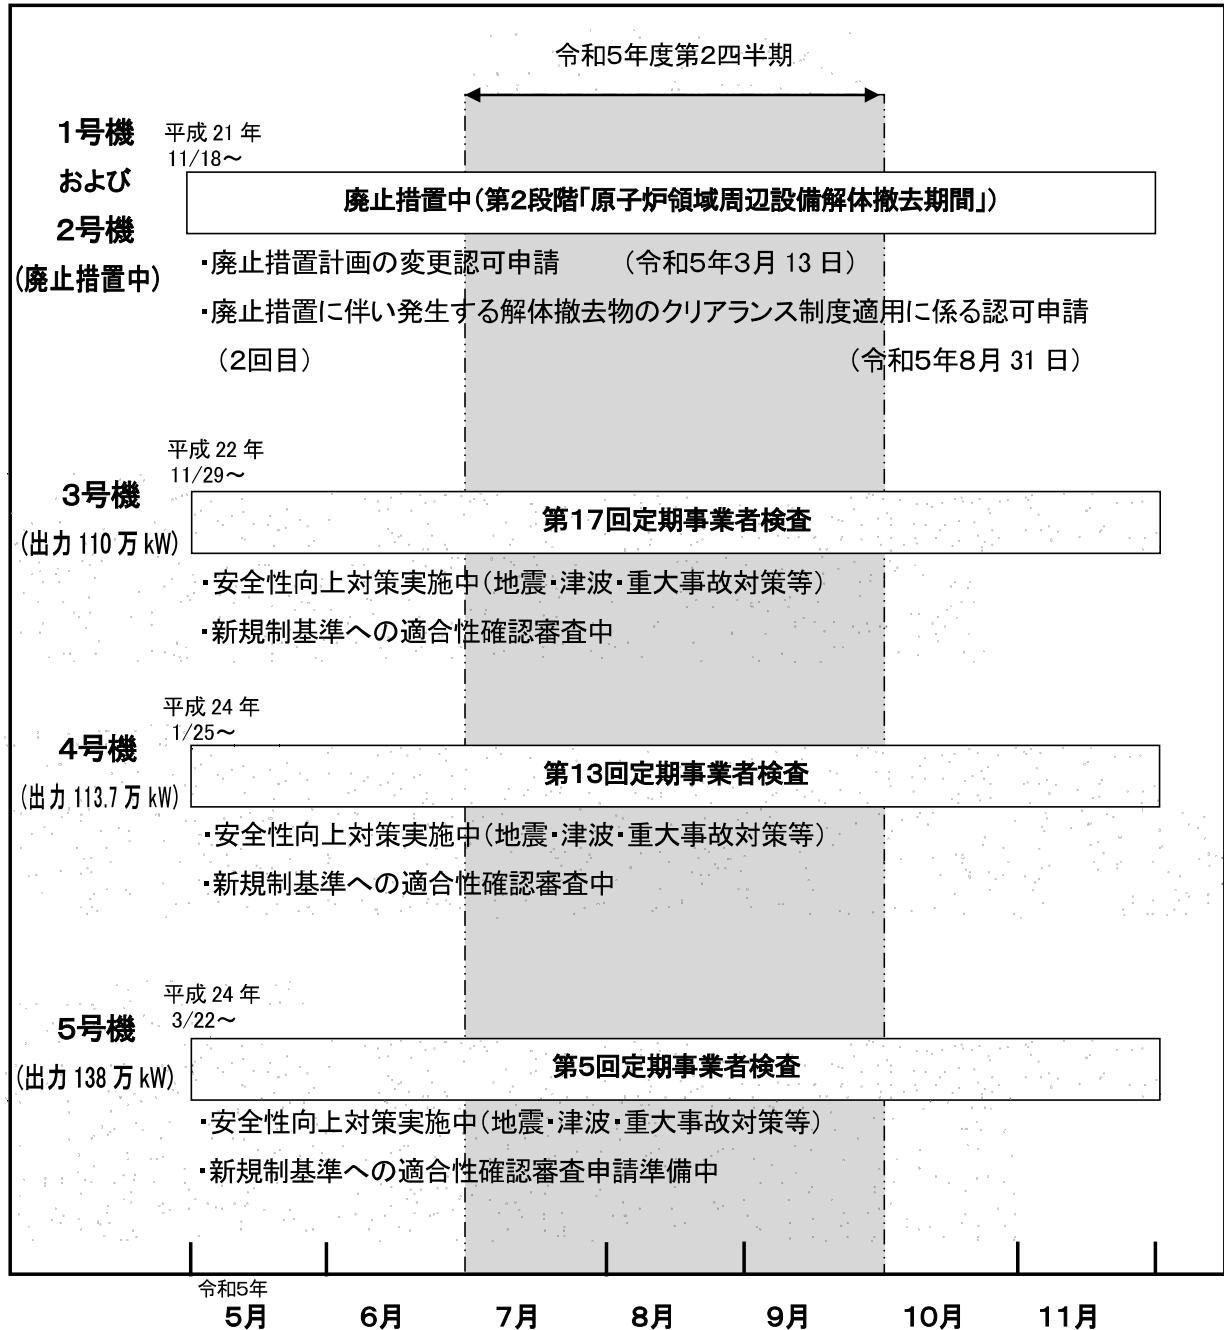 令和5年度第2四半期
1号機
および
2号機
(廃止措置中)
平成 21 年
11/18～
廃止措置中(第2段階「原子炉領域周辺設備解体撤去期間」)
・廃止措置計画の変更認可申請　　(令和5年3月 13 日)
・廃止措置に伴い発生する解体撤去物のクリアランス制度適用に係る認可申請
(2回目)　　(令和5年8月 31 日)
平成 22 年
11/29～
3号機
(出力 110 万 kW)
第17回定期事業者検査
・安全性向上対策実施中(地震・津波・重大事故対策等)
・新規制基準への適合性確認審査中
平成 24 年
1/25～
4号機
(出力 113.7 万 kW)
第13回定期事業者検査
・安全性向上対策実施中(地震・津波・重大事故対策等)
・新規制基準への適合性確認審査中
平成 24 年
3/22～
5号機
(出力 138 万 kW)
第5回定期事業者検査
・安全性向上対策実施中(地震・津波・重大事故対策等)
・新規制基準への適合性確認審査申請準備中
令和5年
5月　6月　7月　8月　9月　10月　11月